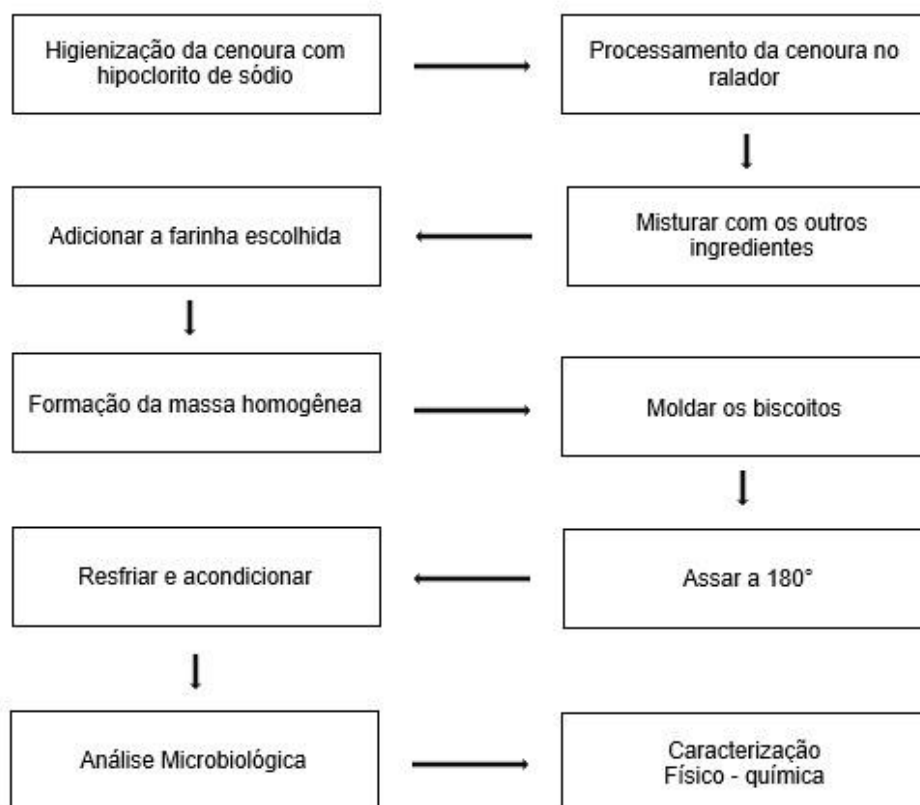 Higienização da cenoura com
hipoclorito de sódio
Processamento da cenoura no
ralador
Misturar com os outros
ingredientes
Adicionar a farinha escolhida
Formação da massa homogênea
Moldar os biscoitos
Assar a 180°
Resfriar e acondicionar
Análise Microbiológica
Caracterização
Físico - química